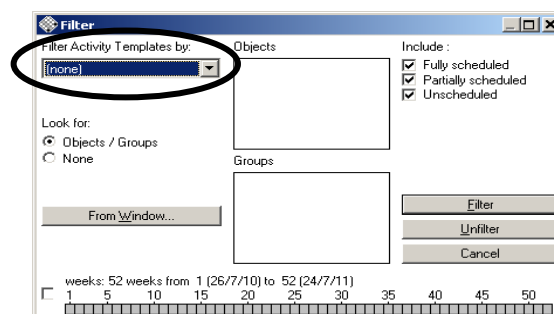 Filter
Filter Activity Templates by:
(none)
Objects
Include :
Fully scheduled
Partially scheduled
Unscheduled
Look for:
Objects / Groups
None
Groups
From Window...
Filter
Unfilter
Cancel
weeks: 52 weeks from 1 (26/7/10) to 52 (24/7/11)
1 5 10 15 20 25 30 35 40 45 50